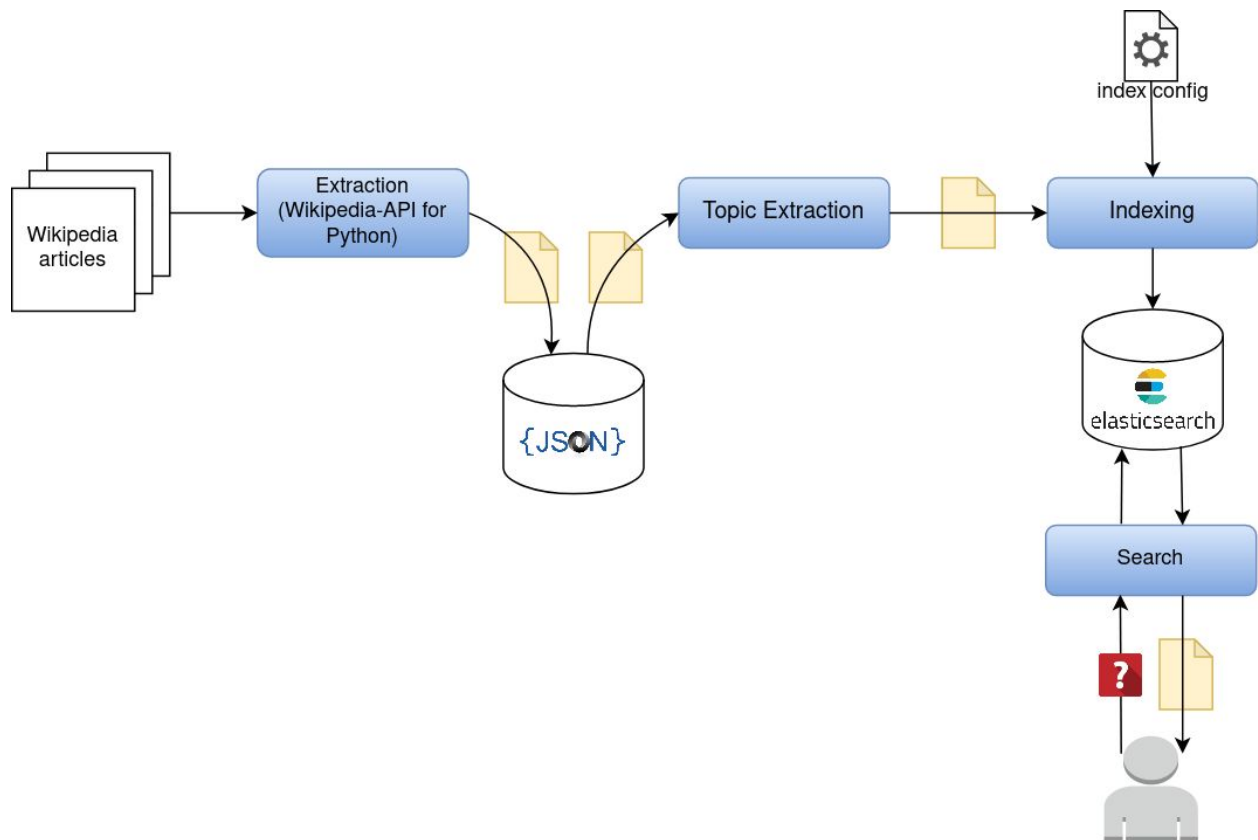 index config
Wikipedia
articles
Extraction
(Wikipedia-API for
Python)
Topic Extraction
Indexing
{JSON}
elasticsearch
Search
?